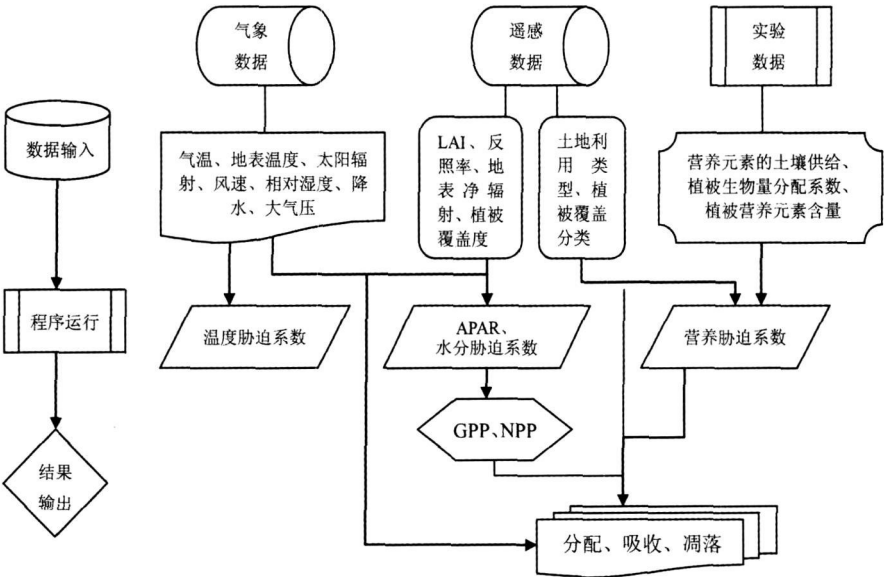 气象
数据
遥感
数据
实验
数据
数据输入
气温、地表温度、太阳辐
射、风速、相对湿度、降
水、大气压
LAI、反
照率、地
表净辐
射、植被
覆盖度
土地利
用类
型、植
被覆盖
分类
营养元素的土壤供给、
植被生物量分配系数、
植被营养元素含量
程序运行
温度胁迫系数
APAR、
水分胁迫系数
营养胁迫系数
GPP、NPP
结果
输出
分配、吸收、凋落